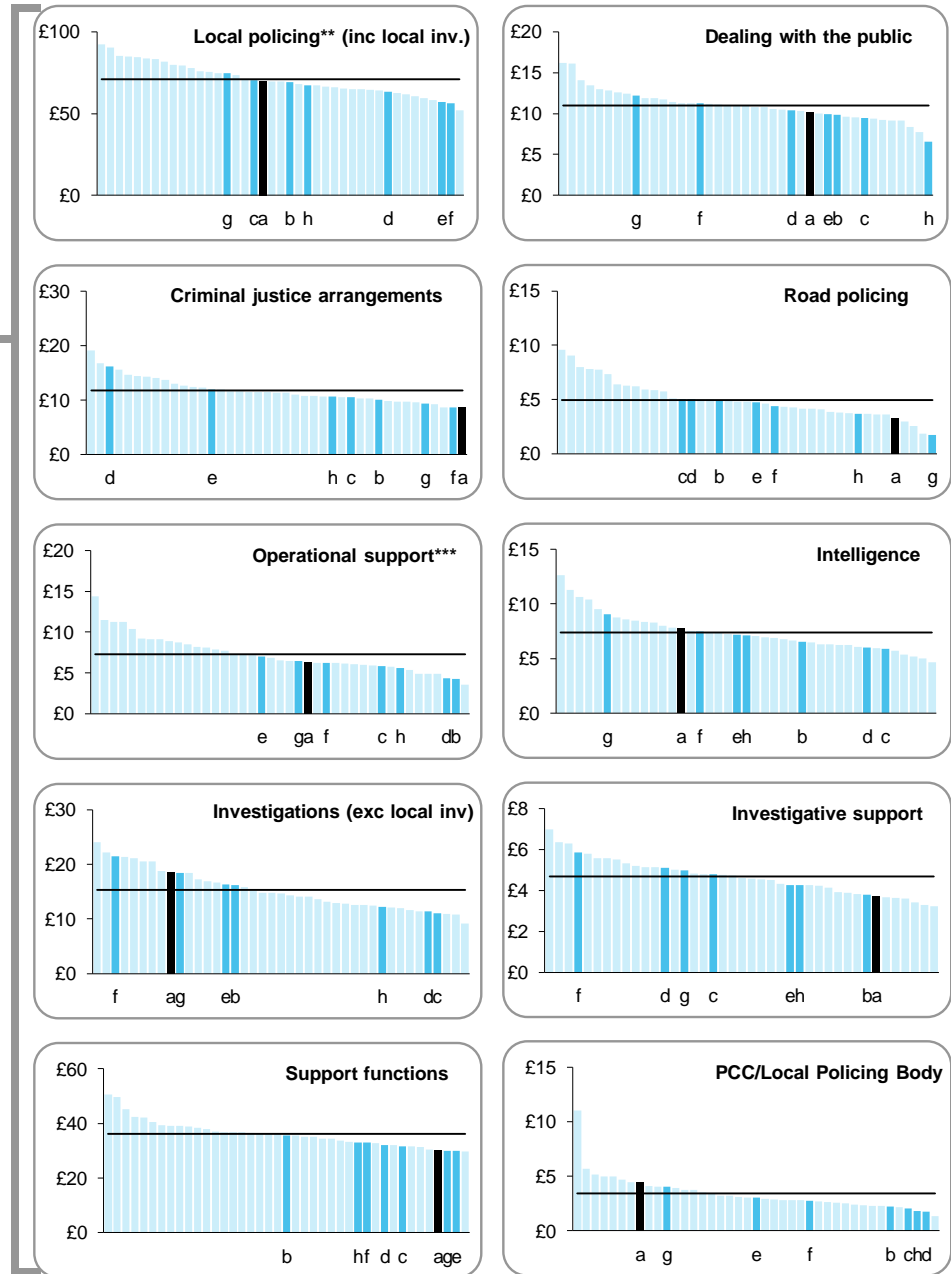 Local policing** (inc local inv.)
£100
£50
£0
g ca b h d ef
Dealing with the public
£20
£15
£10
£5
£0
g f d a eb c h
Criminal justice arrangements
£30
£20
£10
£0
d e h c b g fa
Road policing
£15
£10
£5
£0
cd b e f h a g
Operational support***
£20
£15
£10
£5
£0
e ga f c h db
Intelligence
£15
£10
£5
£0
g a f eh b d c
Investigations (exc local inv)
£30
£20
£10
£0
f ag eb h dc
Investigative support
£8
£6
£4
£2
£0
f d g c eh ba
Support functions
£60
£40
£20
£0
b hf d c age
PCC/Local Policing Body
£15
£10
£5
£0
a g e f b chd